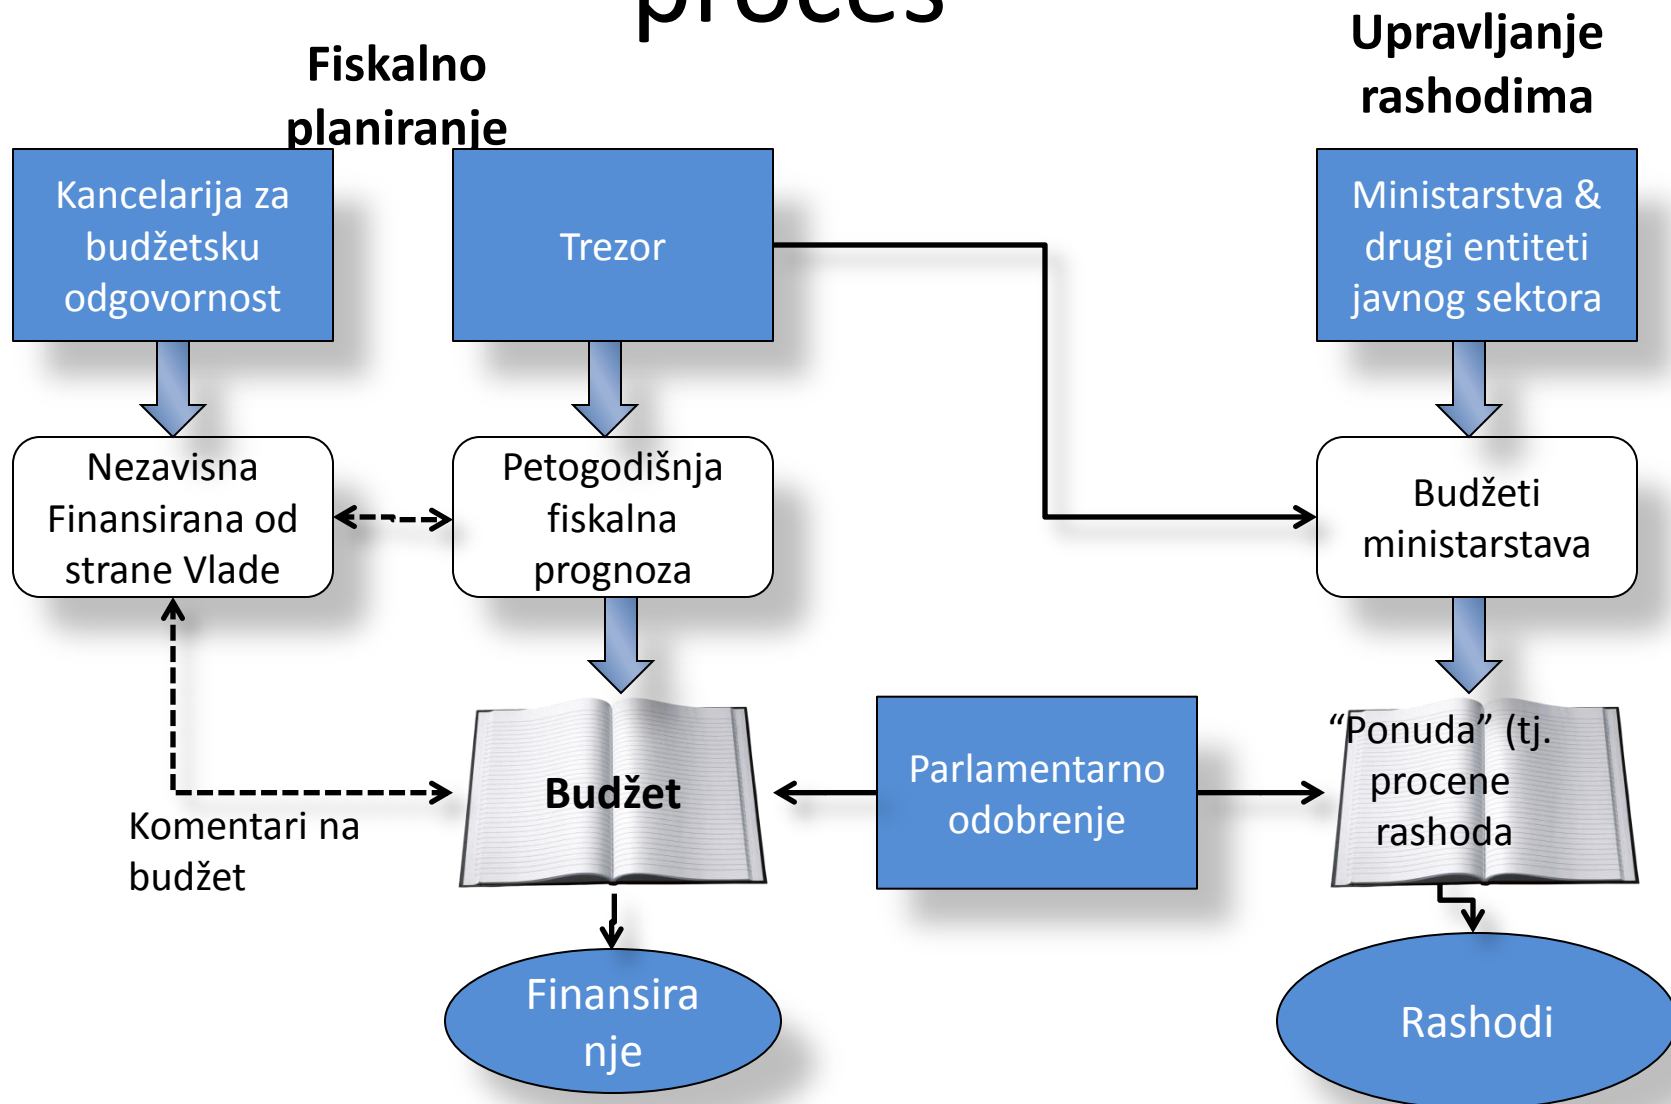 proces
Fiskalno
planiranje
Upravljanje
rashodima
Kancelarija za
budžetsku
odgovornost
Trezor
Ministarstva &
drugi entiteti
javnog sektora
Nezavisna
Finansirana od
strane Vlade
Petogodišnja
fiskalna
prognoza
Budžeti
ministarstava
Budžet
Parlamentarno
odobrenje
“Ponuda” (tj.
procene
rashoda
Komentari na
budžet
Finansira
nje
Rashodi